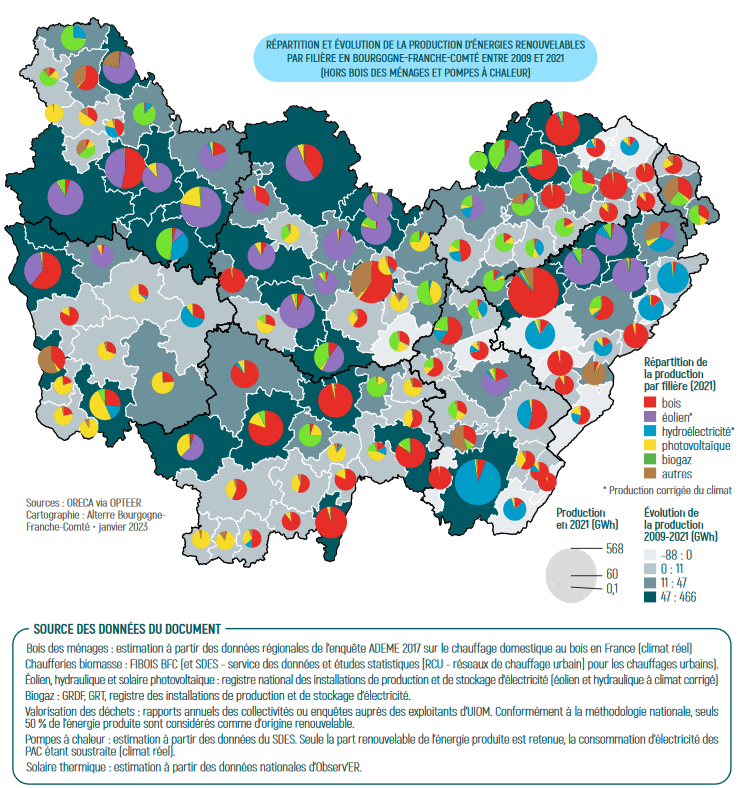 RÉPARTITION ET ÉVOLUTION DE LA PRODUCTION D'ÉNERGIES RENOUVELABLES
PAR FILIÈRE EN BOURGOGNE-FRANCHE-COMTÉ ENTRE 2009 ET 2021
(HORS BOIS DES MÉNAGES ET POMPES À CHALEUR)
Répartition de
la production
par filière (2021)
bois
éolien*
hydroélectricité*
photovoltaïque
biogaz
autres
* Production corrigée du climat
Sources : ORECA via OPTEER
Cartographie : Alterre Bourgogne-
Franche-Comté • janvier 2023
Production
en 2021 (GWh)
568
60
0,1
Évolution de
la production
2009-2021 (GWh)
-88 : 0
0 : 11
11 : 47
47 : 466
SOURCE DES DONNÉES DU DOCUMENT
Bois des ménages : estimation à partir des données régionales de l'enquête ADEME 2017 sur le chauffage domestique au bois en France (climat réel)
Chaufferies biomasse : FIBOIS BFC (et SDES - service des données et études statistiques [RCU - réseaux de chauffage urbain] pour les chauffages urbains).
Éolien, hydraulique et solaire photovoltaïque : registre national des installations de production et de stockage d'électricité (éolien et hydraulique à climat corrigé)
Biogaz : GRDF, GRT, registre des installations de production et de stockage d'électricité.
Valorisation des déchets : rapports annuels des collectivités ou enquêtes auprès des exploitants d'UIOM. Conformément à la méthodologie nationale, seuls
50 % de l'énergie produite sont considérés comme d'origine renouvelable.
Pompes à chaleur : estimation à partir des données du SDES. Seule la part renouvelable de l'énergie produite est retenue, la consommation d'électricité des
PAC étant soustraite (climat réel).
Solaire thermique : estimation à partir des données nationales d'Observ'ER.